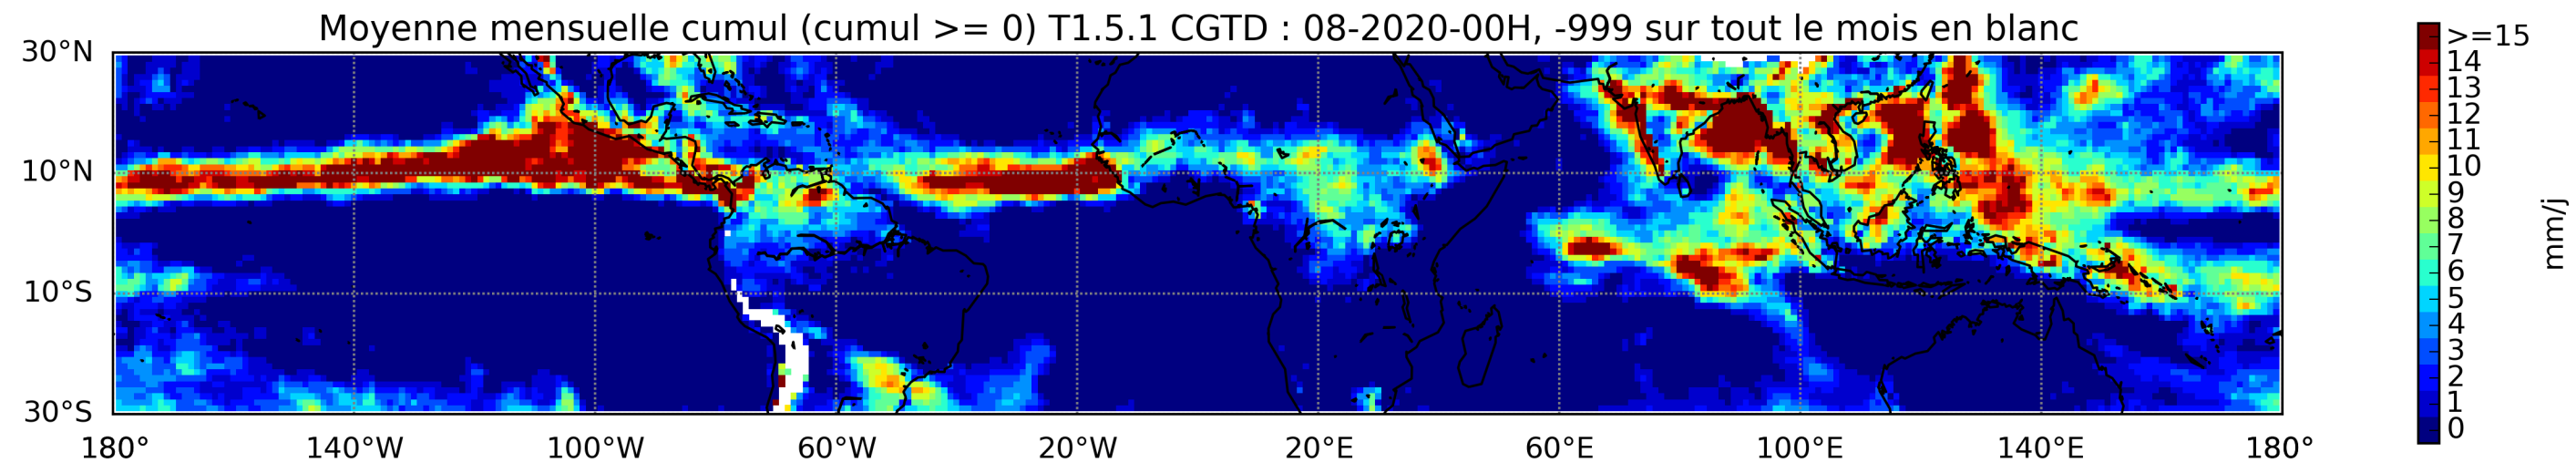 Moyenne mensuelle cumul (cumul >= 0) T1.5.1 CGTD : 08-2020-00H, -999 sur tout le mois en blanc
30°N
10°N
10°S
30°S
180° 140°W 100°W 60°W 20°W 20°E 60°E 100°E 140°E 180°
>=15
14
13
12
11
10
9
8
7
6
5
4
3
2
1
0
mm/j